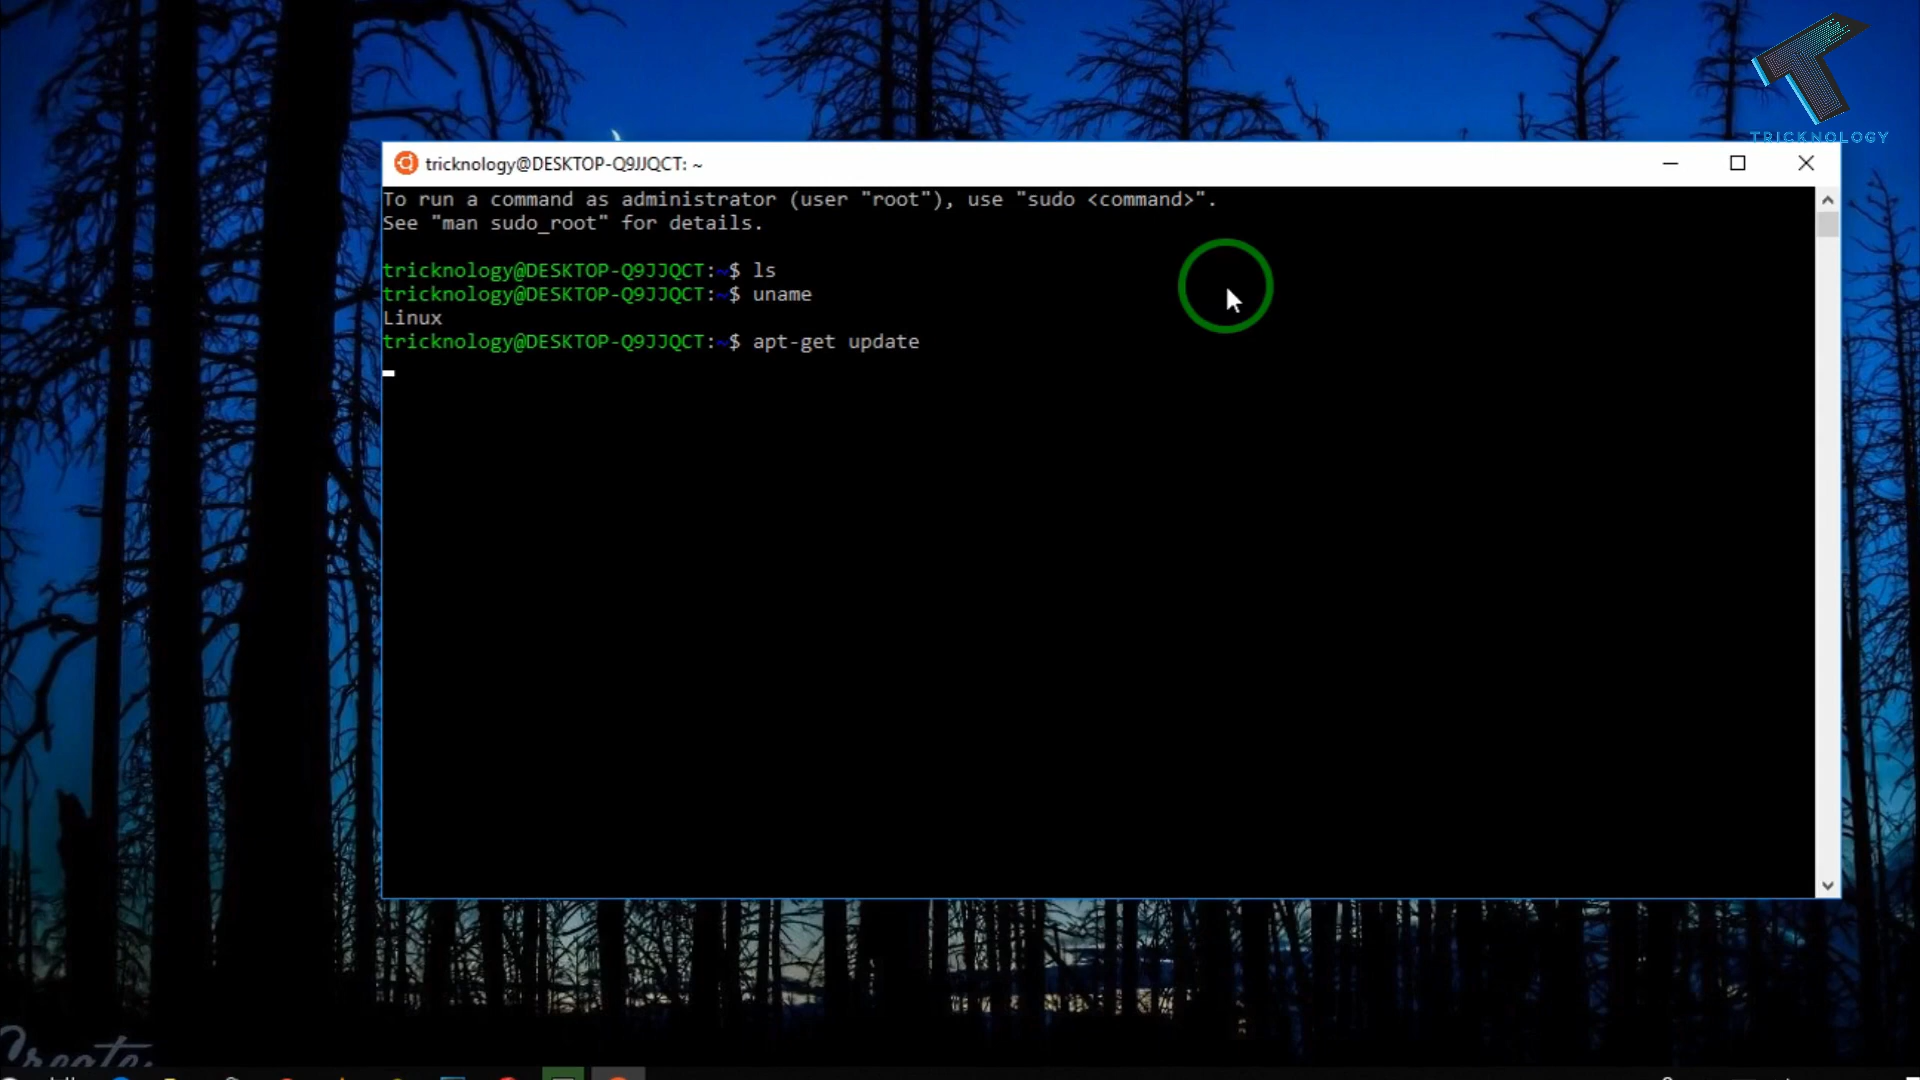 TRICKNOLOGY
tricknology@DESKTOP-Q9JJQCT: ~
To run a command as administrator (user "root"), use "sudo <command>".
See "man sudo_root" for details.
tricknology@DESKTOP-Q9JJQCT:~$ ls
tricknology@DESKTOP-Q9JJQCT:~$ uname
Linux
tricknology@DESKTOP-Q9JJQCT:~$ apt-get update
Create